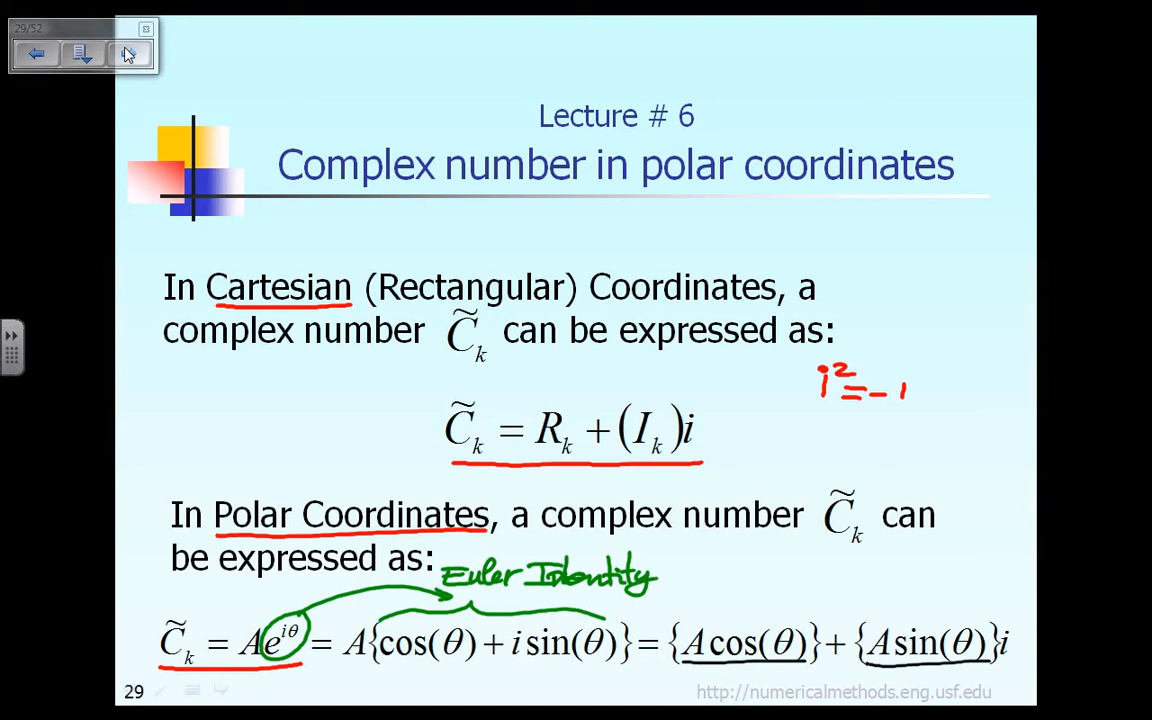 29/52
Lecture # 6
Complex number in polar coordinates
In Cartesian (Rectangular) Coordinates, a
complex number C̃ₖ can be expressed as:
i² = -1
C̃ₖ = Rₖ + (Iₖ)i
In Polar Coordinates, a complex number C̃ₖ can
be expressed as:
Euler Identity
C̃ₖ = Ae^{iθ} = A{cos(θ) + i sin(θ)} = {A cos(θ)} + {A sin(θ)}i
29
http://numericalmethods.eng.usf.edu